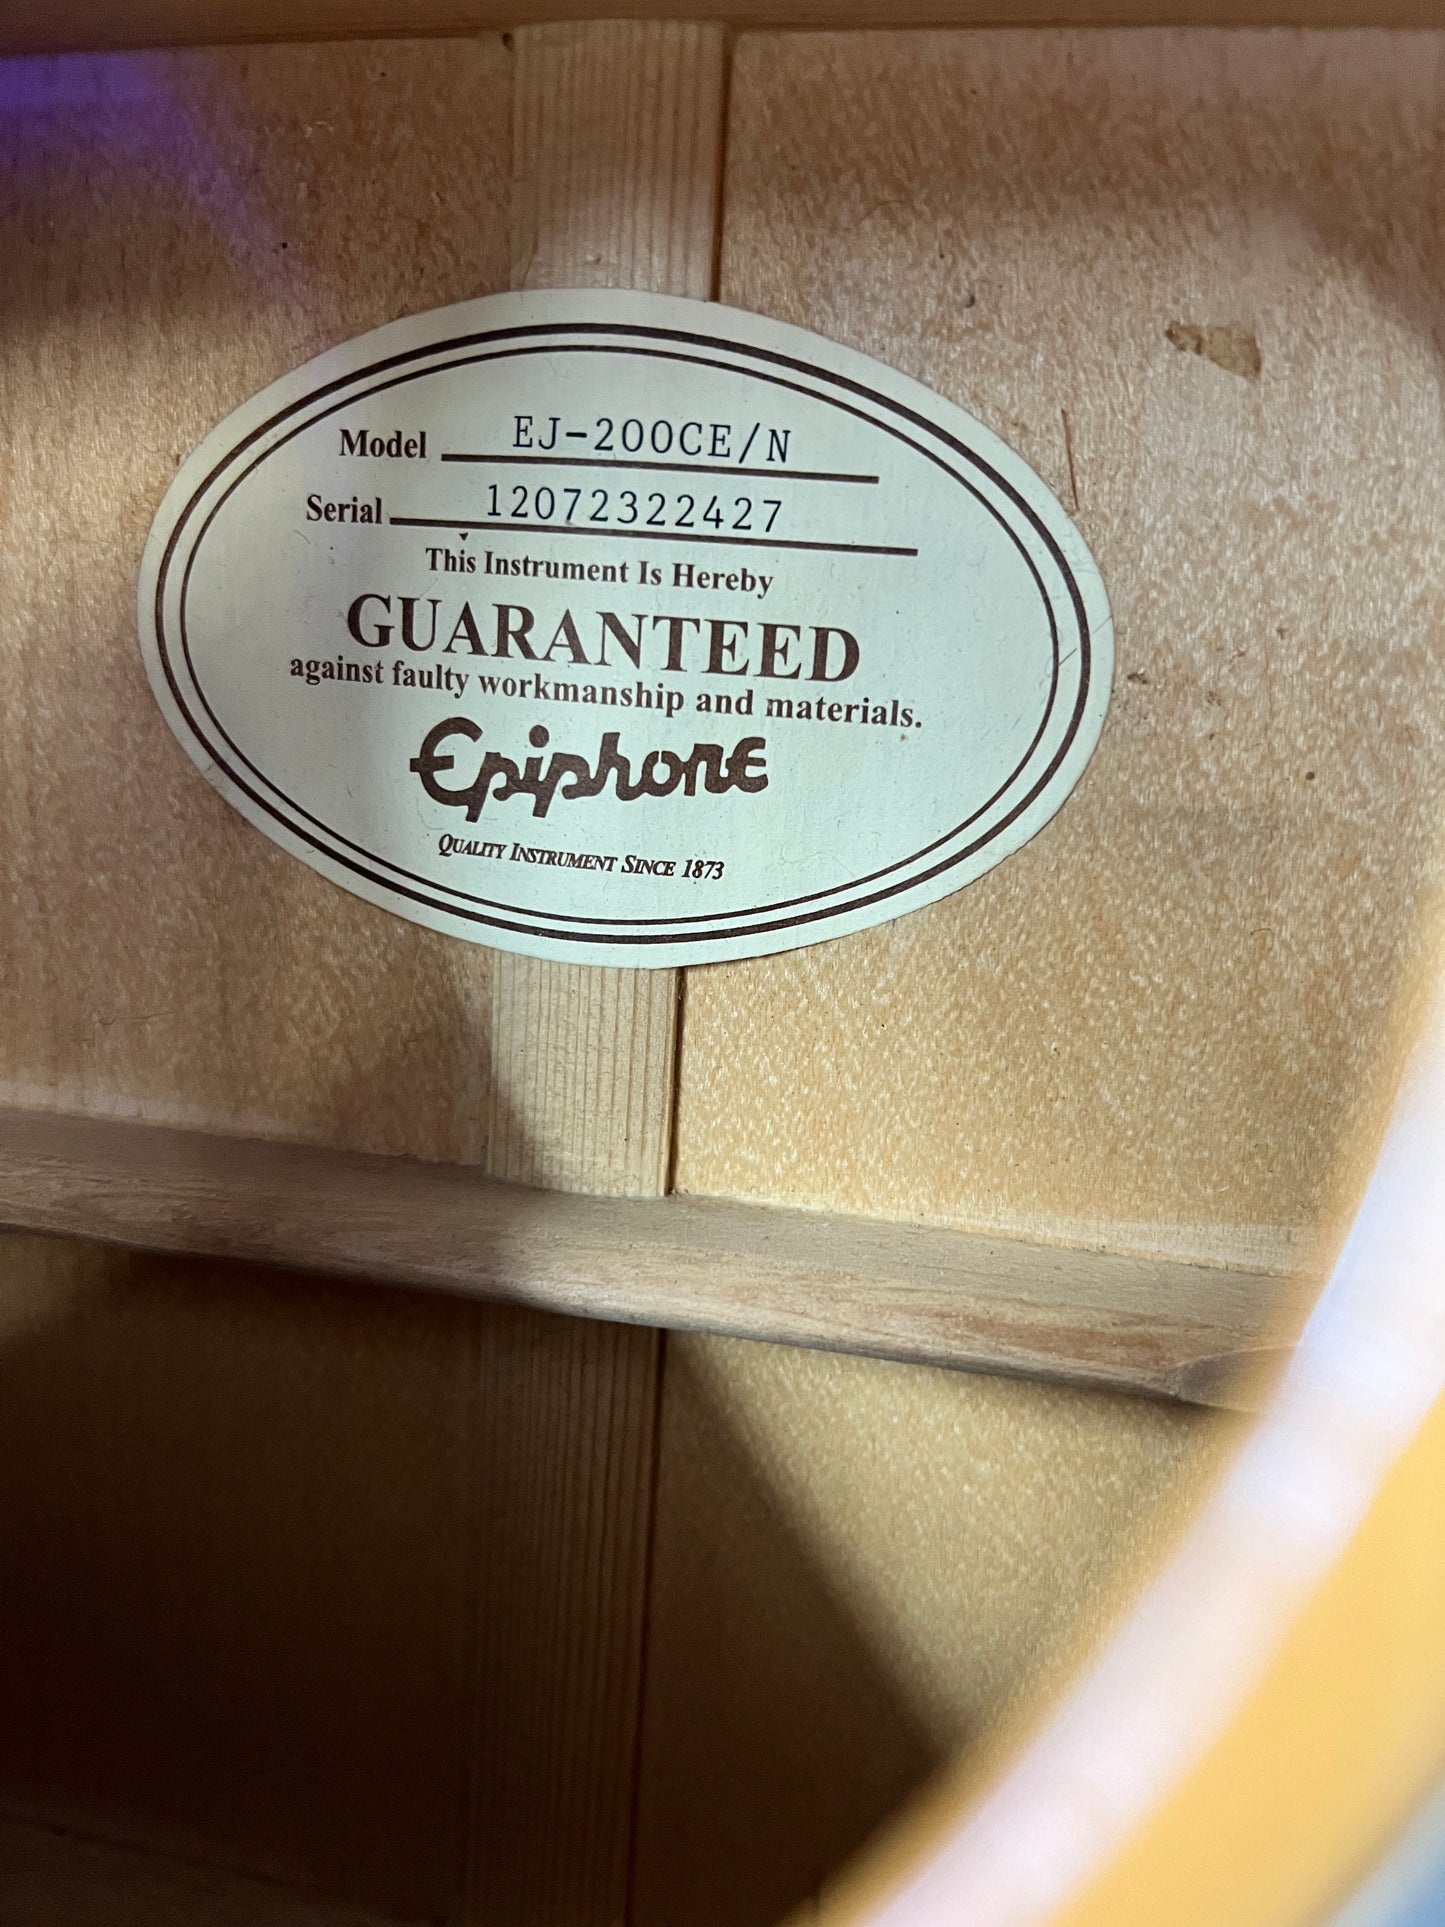 Model EJ-200CE/N
Serial 12072322427
This Instrument Is Hereby
GUARANTEED
against faulty workmanship and materials.
Epiphone
QUALITY INSTRUMENT SINCE 1873